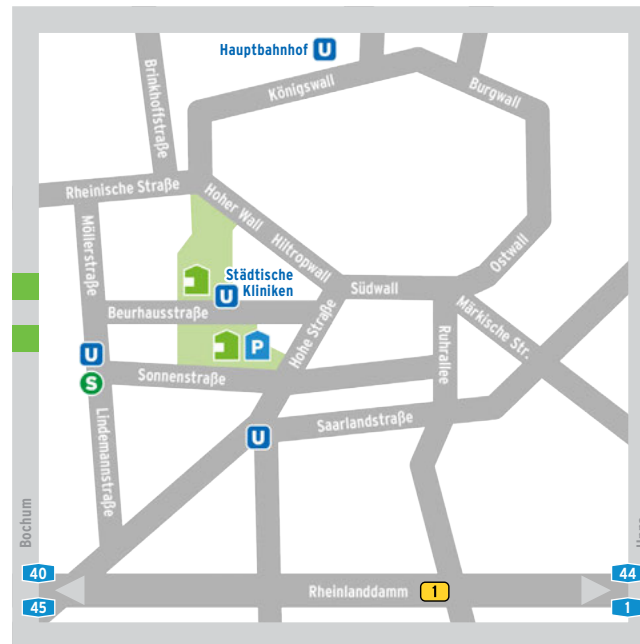 Hauptbahnhof U
Brinkhoffstraße
Königswall
Burgwall
Rheinische Straße
Hoher Wall
Hiltropwall
Ostwall
Möllerstraße
Städtische
Kliniken
U
Südwall
Beurhausstraße
Hohe Straße
Märkische Str.
Ruhrallee
P
U
S
Sonnenstraße
Lindemannstraße
Saarlandstraße
U
Bochum
40
44
Rheinlanddamm 1
45
1